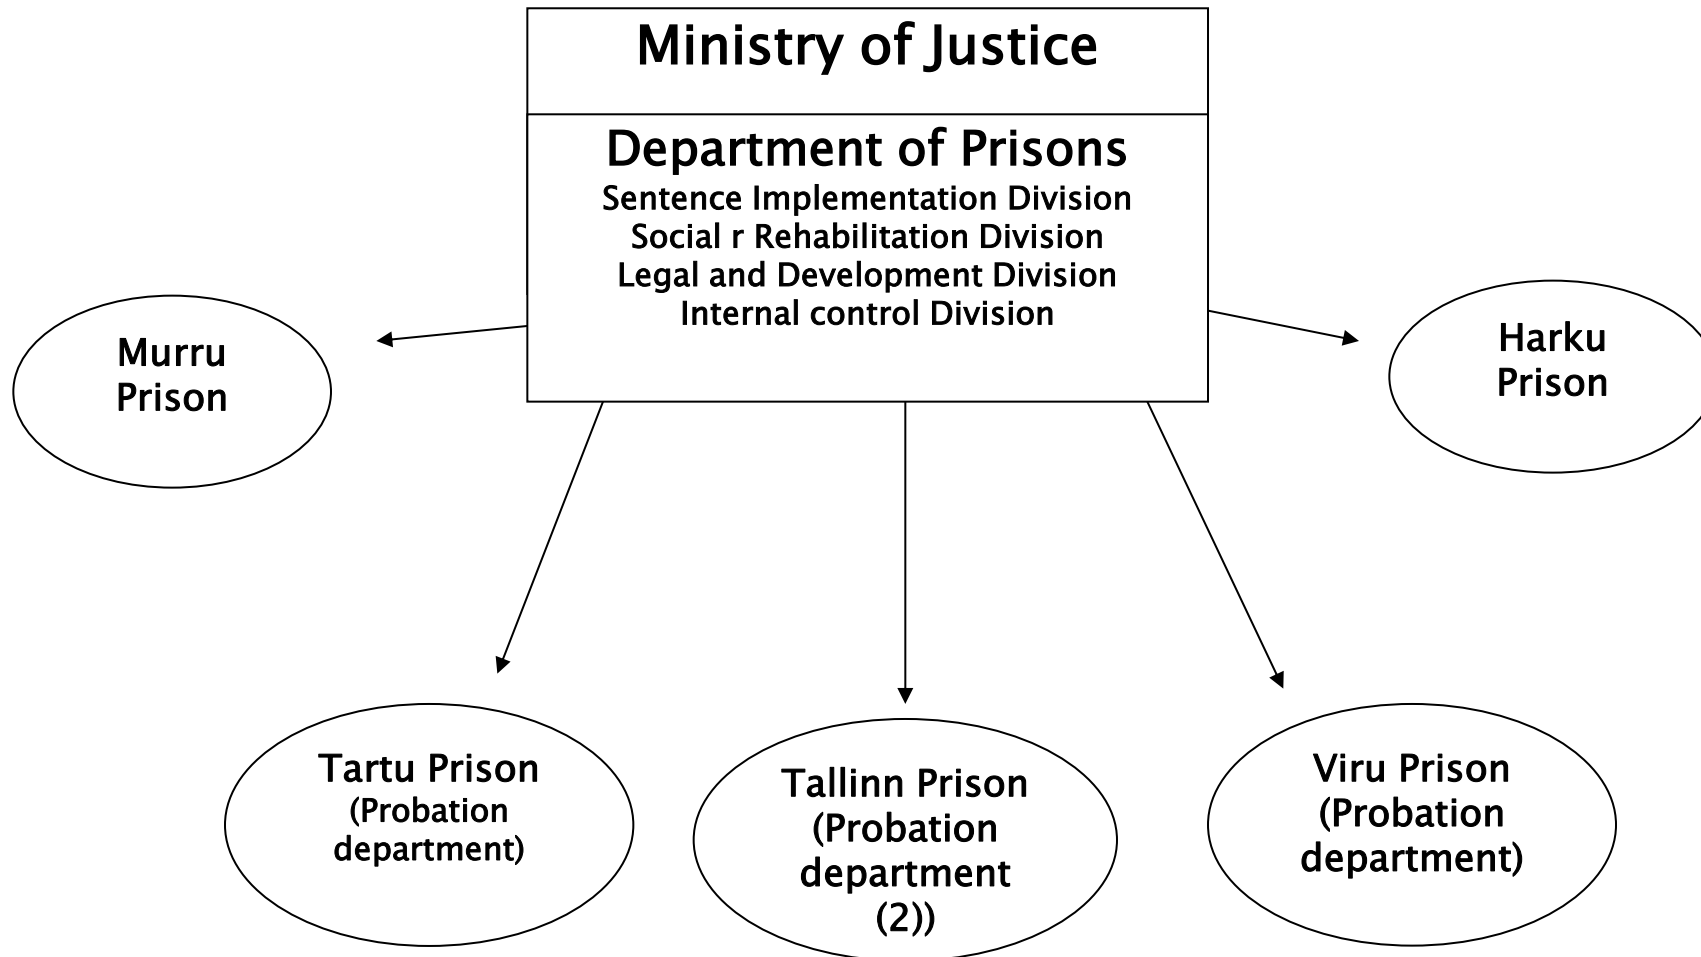 Ministry of Justice
Department of Prisons
Sentence Implementation Division
Social r Rehabilitation Division
Legal and Development Division
Internal control Division
Murru
Prison
Harku
Prison
Tartu Prison
(Probation
department)
Tallinn Prison
(Probation
department
(2))
Viru Prison
(Probation
department)